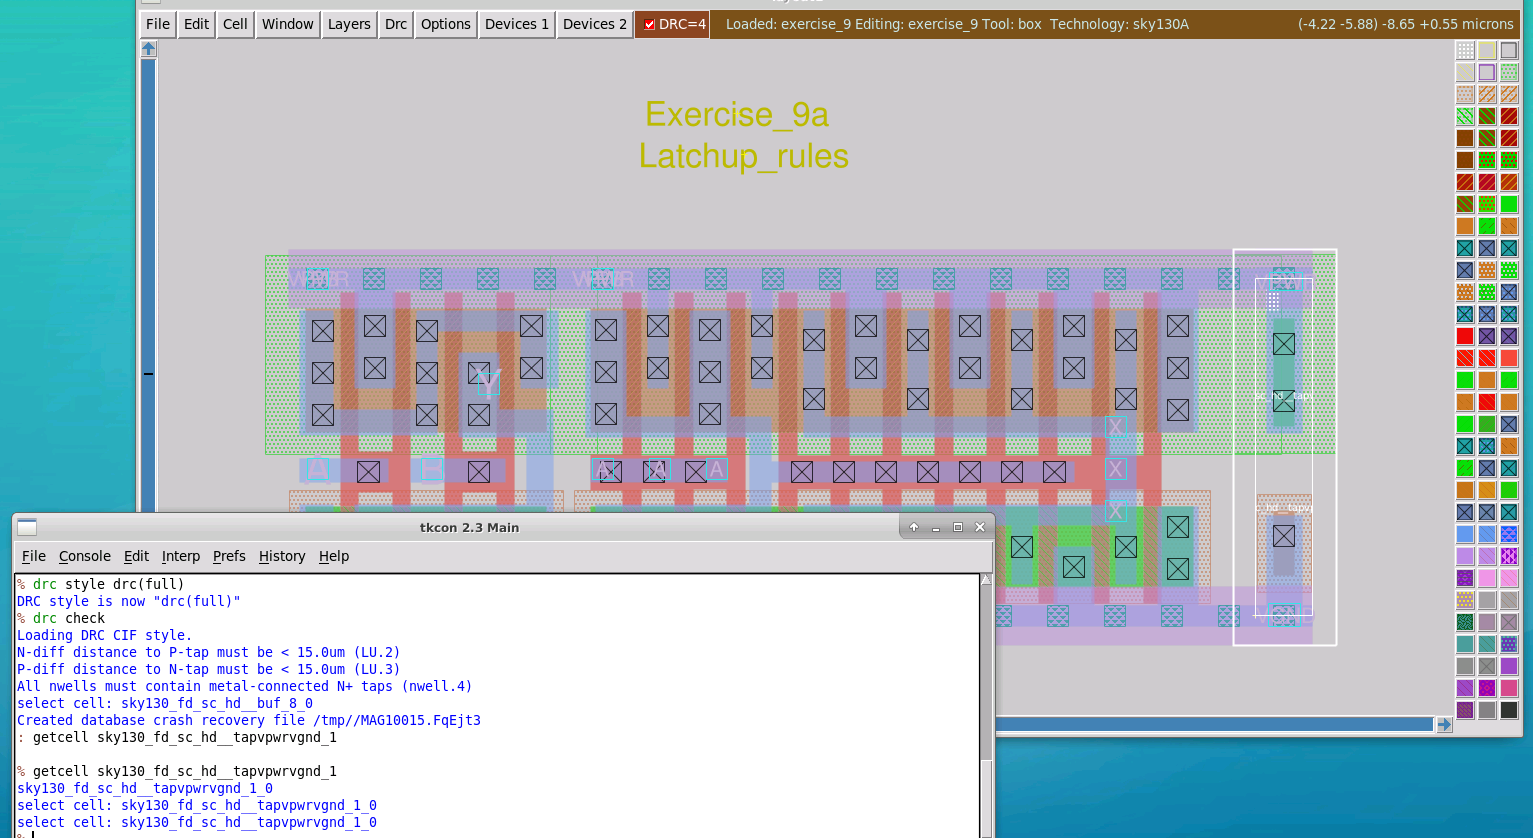 File Edit Cell Window Layers Drc Options Devices 1 Devices 2 DRC=4 Loaded: exercise_9 Editing: exercise_9 Tool: box Technology: sky130A (-4.22 -5.88) -8.65 +0.55 microns
Exercise_9a
Latchup_rules
Y
X
A B A A A X
X
tkcon 2.3 Main
File Console Edit Interp Prefs History Help
% drc style drc(full)
DRC style is now "drc(full)"
% drc check
Loading DRC CIF style.
N-diff distance to P-tap must be < 15.0um (LU.2)
P-diff distance to N-tap must be < 15.0um (LU.3)
All nwells must contain metal-connected N+ taps (nwell.4)
select cell: sky130_fd_sc_hd__buf_8_0
Created database crash recovery file /tmp//MAG10015.FqEjt3
: getcell sky130_fd_sc_hd__tapvpwrvgnd_1
% getcell sky130_fd_sc_hd__tapvpwrvgnd_1
sky130_fd_sc_hd__tapvpwrvgnd_1_0
select cell: sky130_fd_sc_hd__tapvpwrvgnd_1_0
select cell: sky130_fd_sc_hd__tapvpwrvgnd_1_0
%